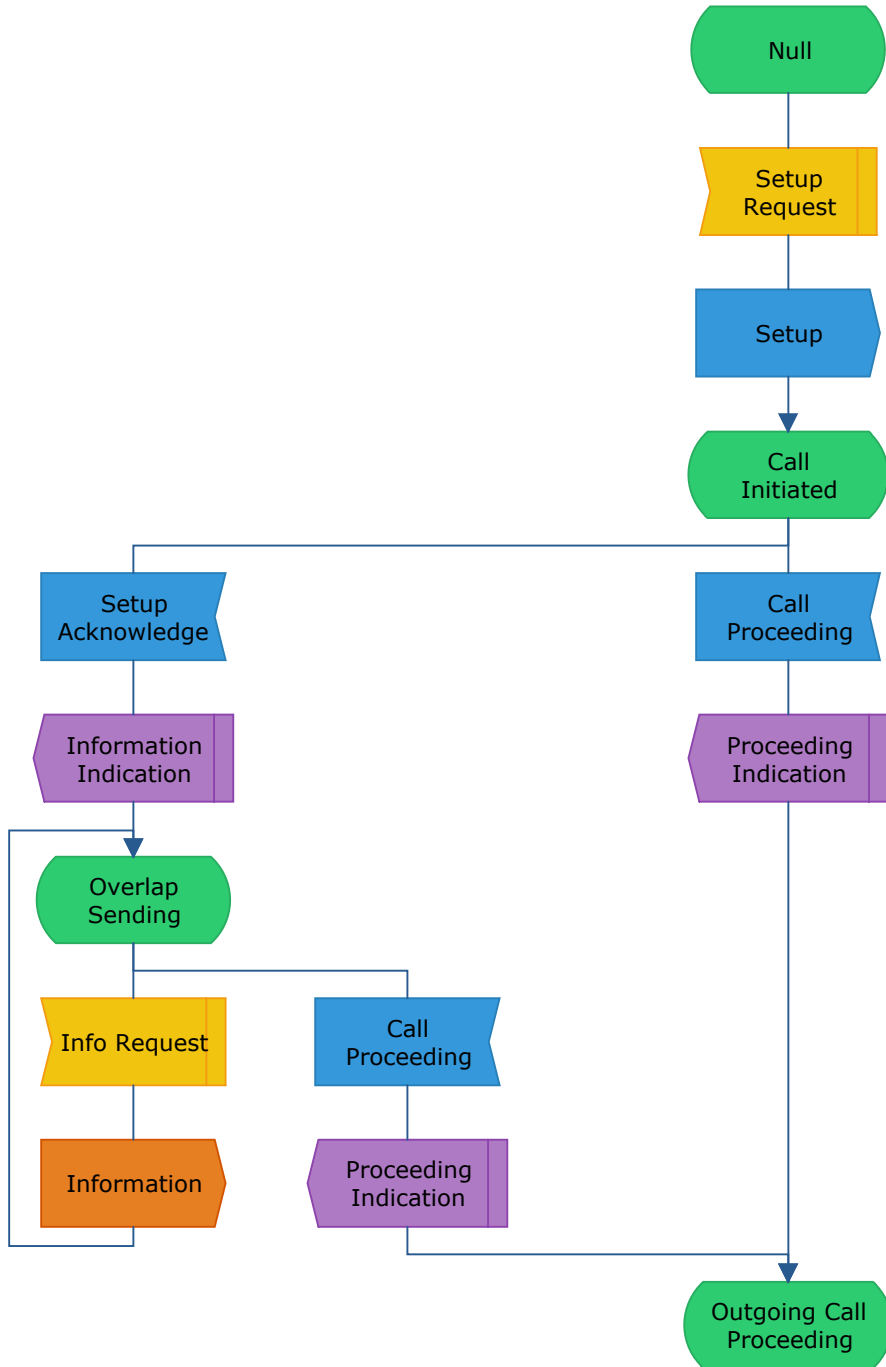 Null
Setup
Request
Setup
Call
Initiated
Setup
Acknowledge
Call
Proceeding
Information
Indication
Proceeding
Indication
Overlap
Sending
Info Request
Call
Proceeding
Information
Proceeding
Indication
Outgoing Call
Proceeding